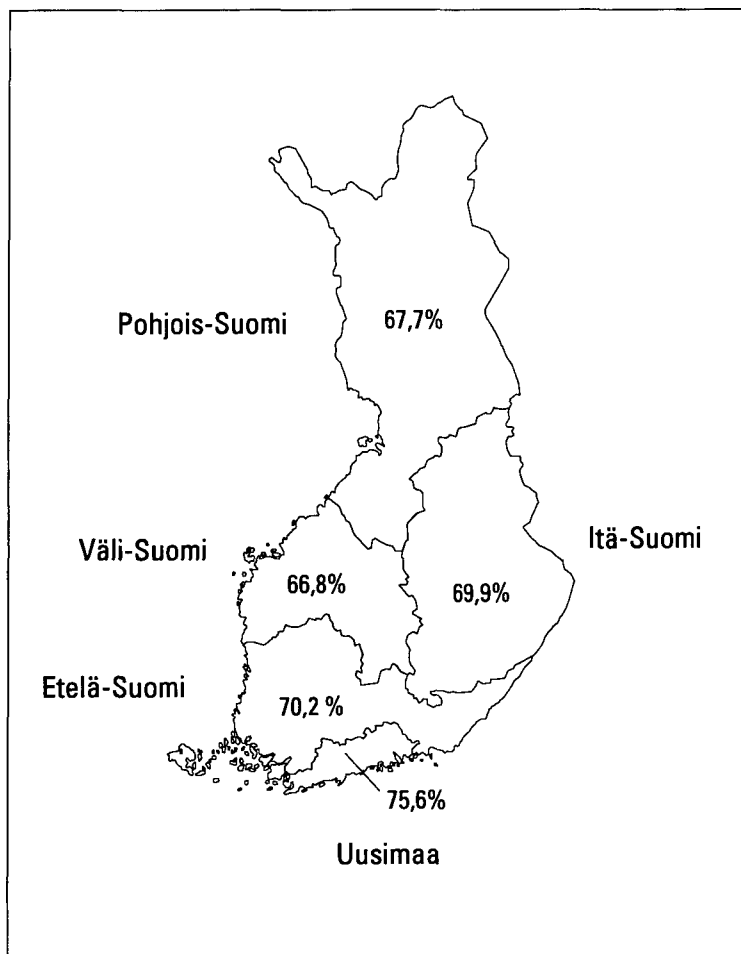 Pohjois-Suomi
67,7%
Väli-Suomi
Itä-Suomi
66,8%
69,9%
Etelä-Suomi
70,2 %
75,6%
Uusimaa